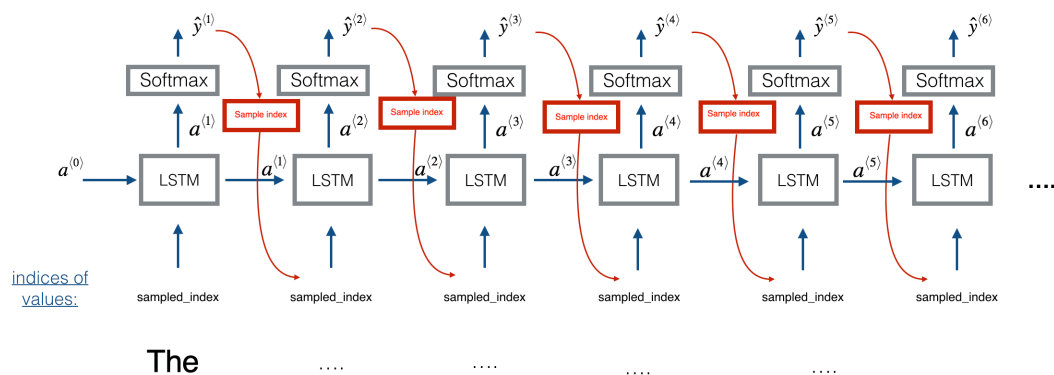 ŷ⟨1⟩ ŷ⟨2⟩ ŷ⟨3⟩ ŷ⟨4⟩ ŷ⟨5⟩ ŷ⟨6⟩
Softmax Softmax Softmax Softmax Softmax Softmax
Sample index Sample index Sample index Sample index Sample index
a⟨1⟩ a⟨2⟩ a⟨3⟩ a⟨4⟩ a⟨5⟩ a⟨6⟩
a⟨0⟩ a⟨1⟩ a⟨2⟩ a⟨3⟩ a⟨4⟩ a⟨5⟩
LSTM LSTM LSTM LSTM LSTM LSTM ....
indices of
values:
sampled_index sampled_index sampled_index sampled_index sampled_index sampled_index
The .... .... .... ....